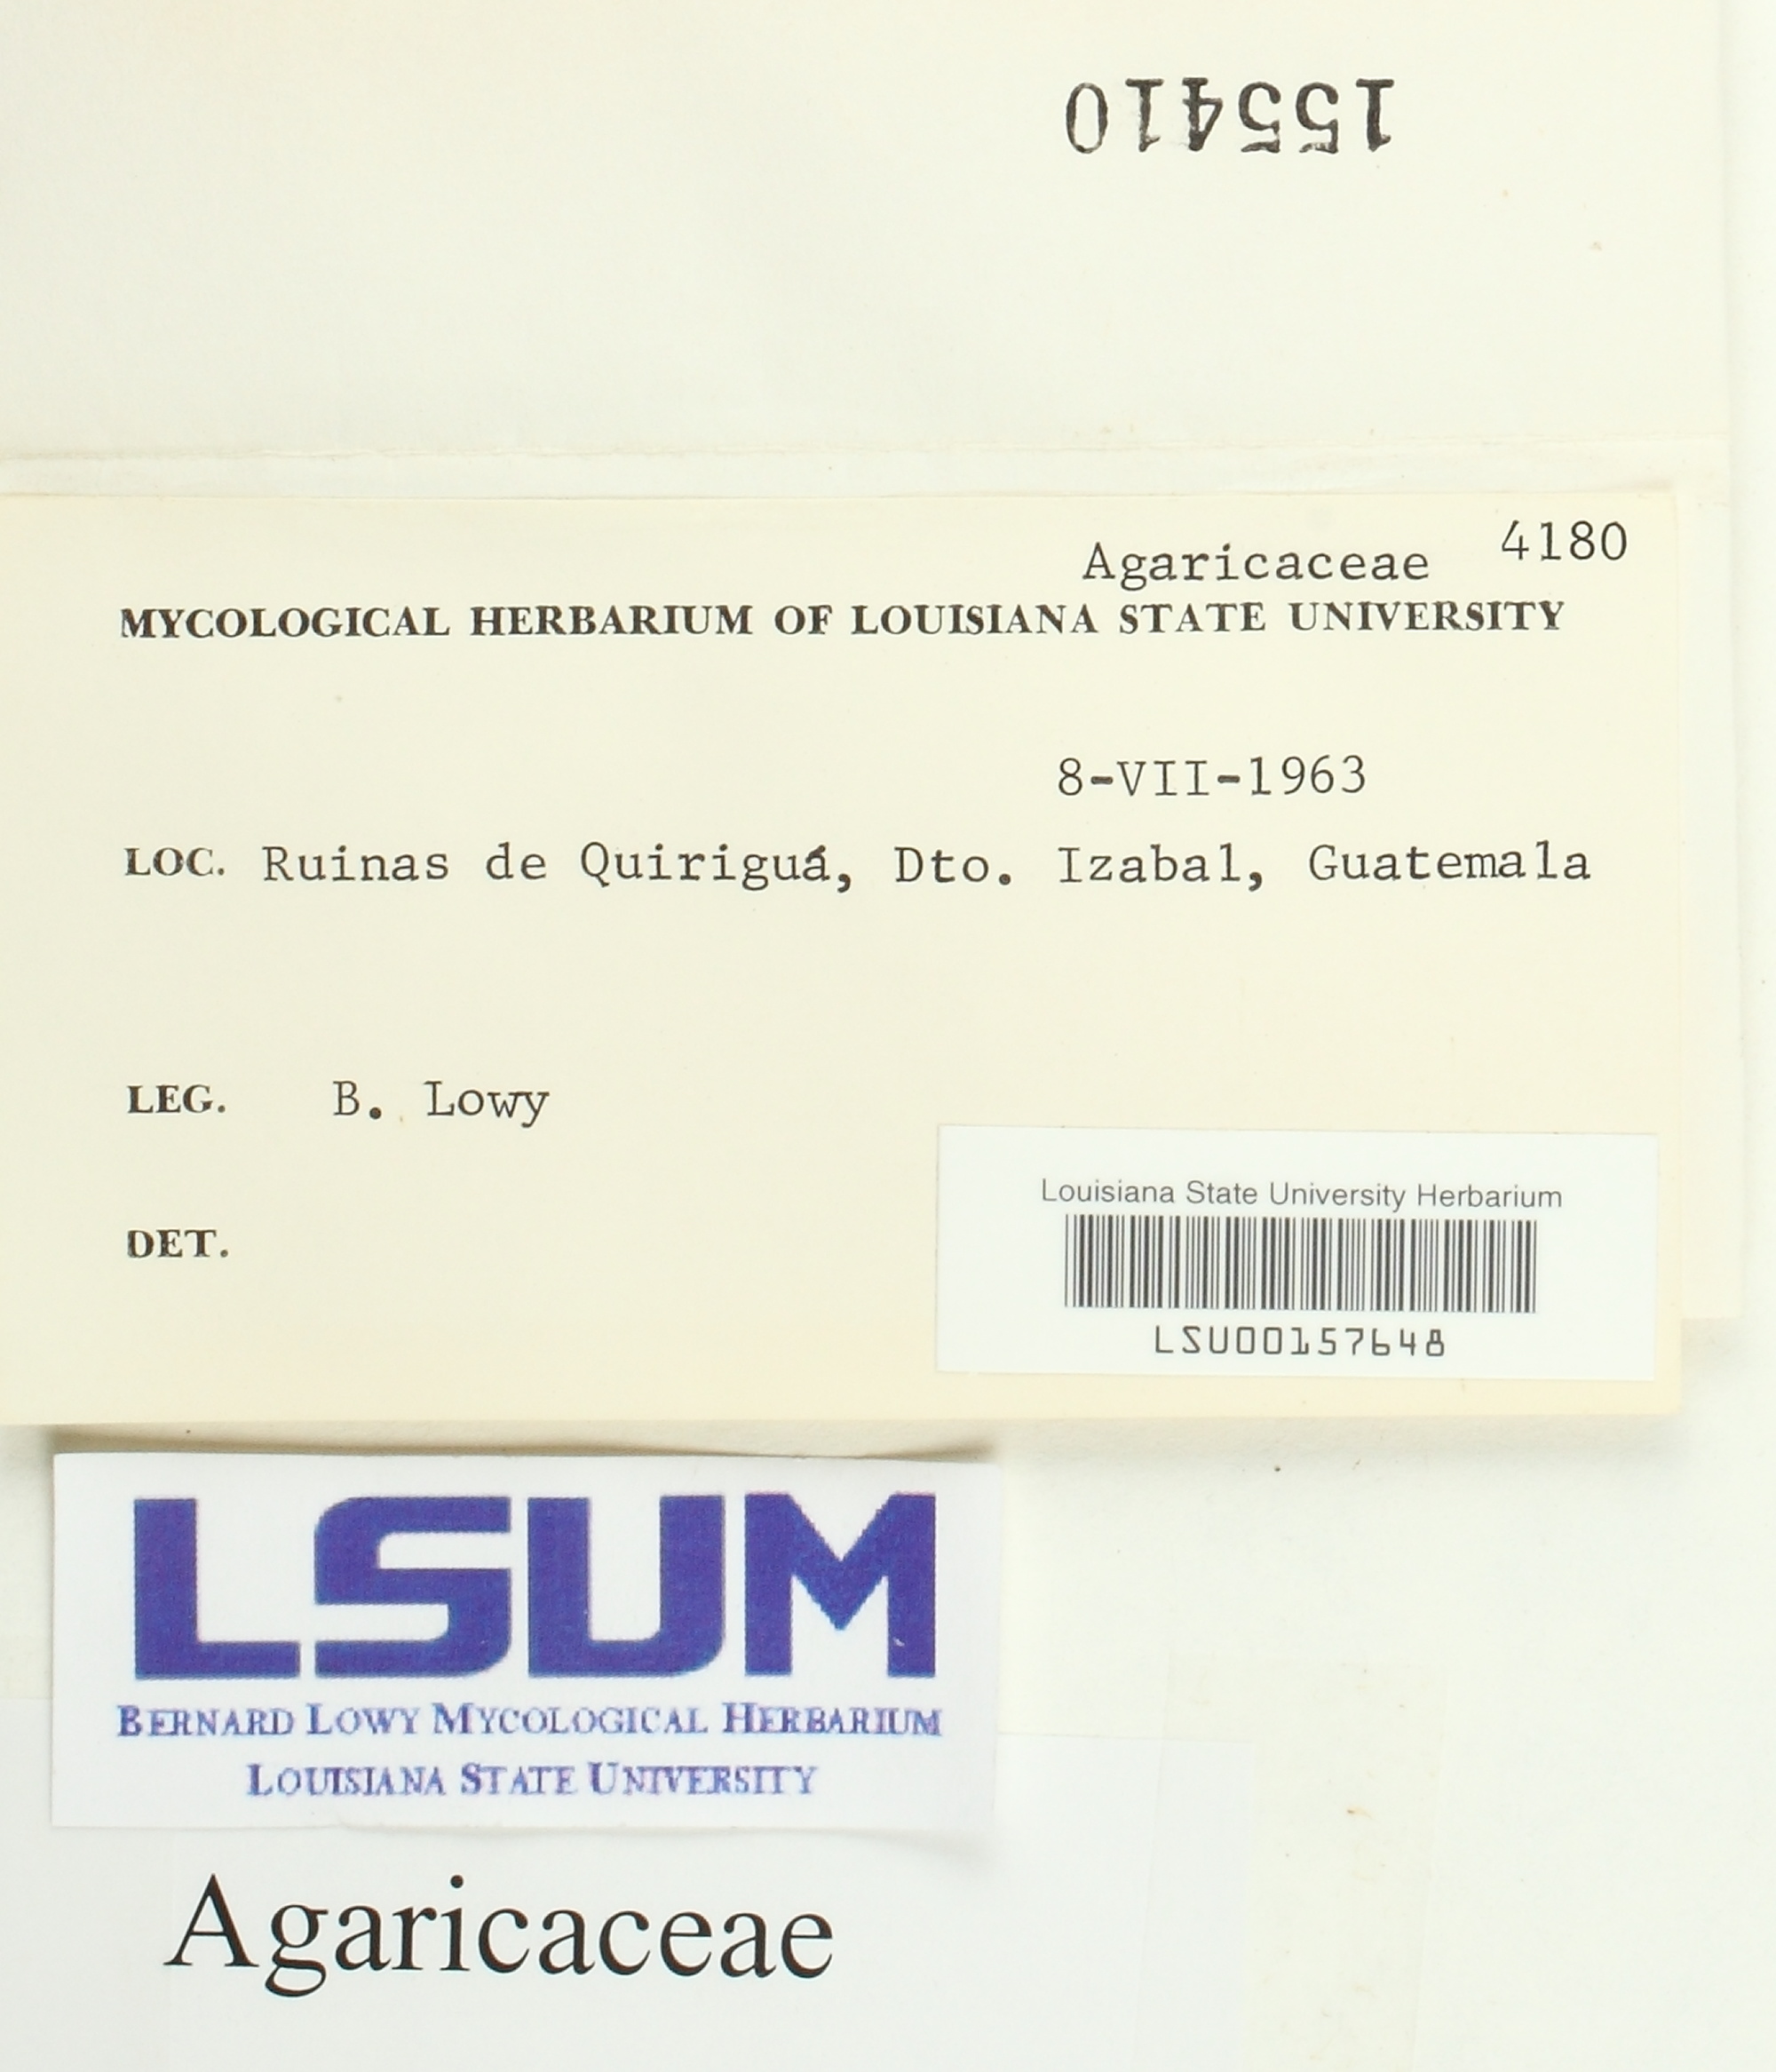 155410
Agaricaceae 4180
MYCOLOGICAL HERBARIUM OF LOUISIANA STATE UNIVERSITY
8-VII-1963
LOC. Ruinas de Quiriguá, Dto. Izabal, Guatemala
LEG. B. Lowy
DET.
Louisiana State University Herbarium
LSU00157648
LSUM
BERNARD LOWY MYCOLOGICAL HERBARIUM
LOUISIANA STATE UNIVERSITY
Agaricaceae